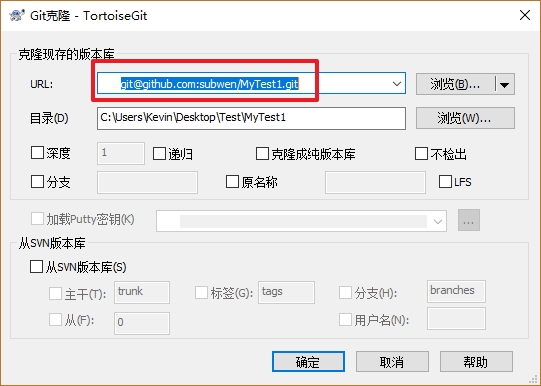 Git克隆 - TortoiseGit
克隆现存的版本库
URL: git@github.com:subwen/MyTest1.git 浏览(B)...
目录(D) C:\Users\Kevin\Desktop\Test\MyTest1 浏览(W)...
深度 1 递归 克隆成纯版本库 不检出
分支 原名称 LFS
加载Putty密钥(K) ...
从SVN版本库
从SVN版本库(S)
主干(T): trunk 标签(G): tags 分支(H): branches
从(F): 0 用户名(N):
确定 取消 帮助